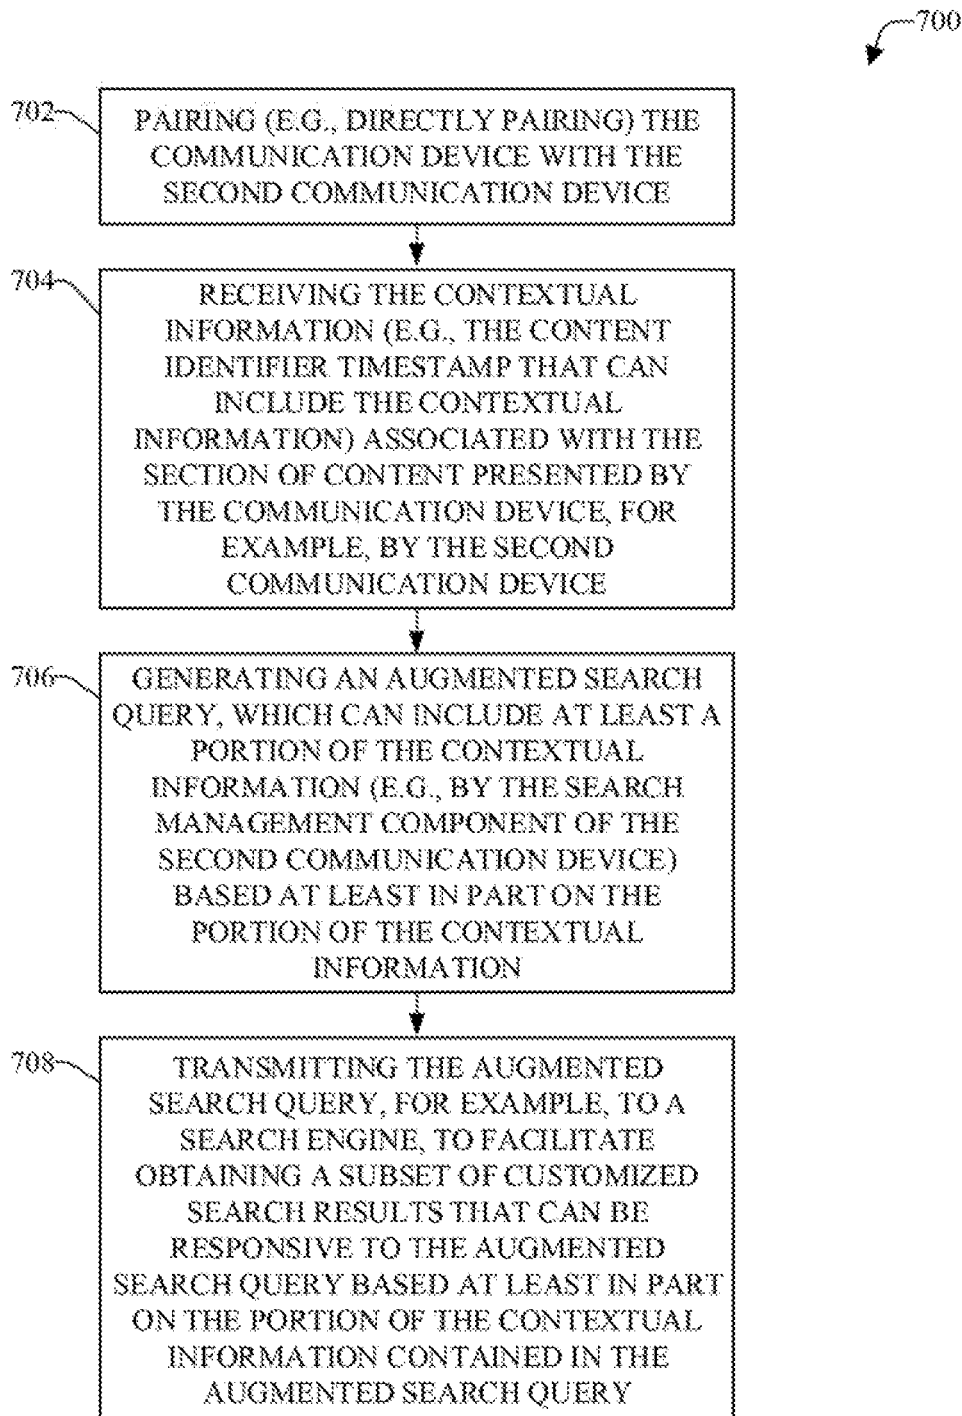 700
702
PAIRING (E.G., DIRECTLY PAIRING) THE
COMMUNICATION DEVICE WITH THE
SECOND COMMUNICATION DEVICE
704
RECEIVING THE CONTEXTUAL
INFORMATION (E.G., THE CONTENT
IDENTIFIER TIMESTAMP THAT CAN
INCLUDE THE CONTEXTUAL
INFORMATION) ASSOCIATED WITH THE
SECTION OF CONTENT PRESENTED BY
THE COMMUNICATION DEVICE, FOR
EXAMPLE, BY THE SECOND
COMMUNICATION DEVICE
706
GENERATING AN AUGMENTED SEARCH
QUERY, WHICH CAN INCLUDE AT LEAST A
PORTION OF THE CONTEXTUAL
INFORMATION (E.G., BY THE SEARCH
MANAGEMENT COMPONENT OF THE
SECOND COMMUNICATION DEVICE)
BASED AT LEAST IN PART ON THE
PORTION OF THE CONTEXTUAL
INFORMATION
708
TRANSMITTING THE AUGMENTED
SEARCH QUERY, FOR EXAMPLE, TO A
SEARCH ENGINE, TO FACILITATE
OBTAINING A SUBSET OF CUSTOMIZED
SEARCH RESULTS THAT CAN BE
RESPONSIVE TO THE AUGMENTED
SEARCH QUERY BASED AT LEAST IN PART
ON THE PORTION OF THE CONTEXTUAL
INFORMATION CONTAINED IN THE
AUGMENTED SEARCH QUERY